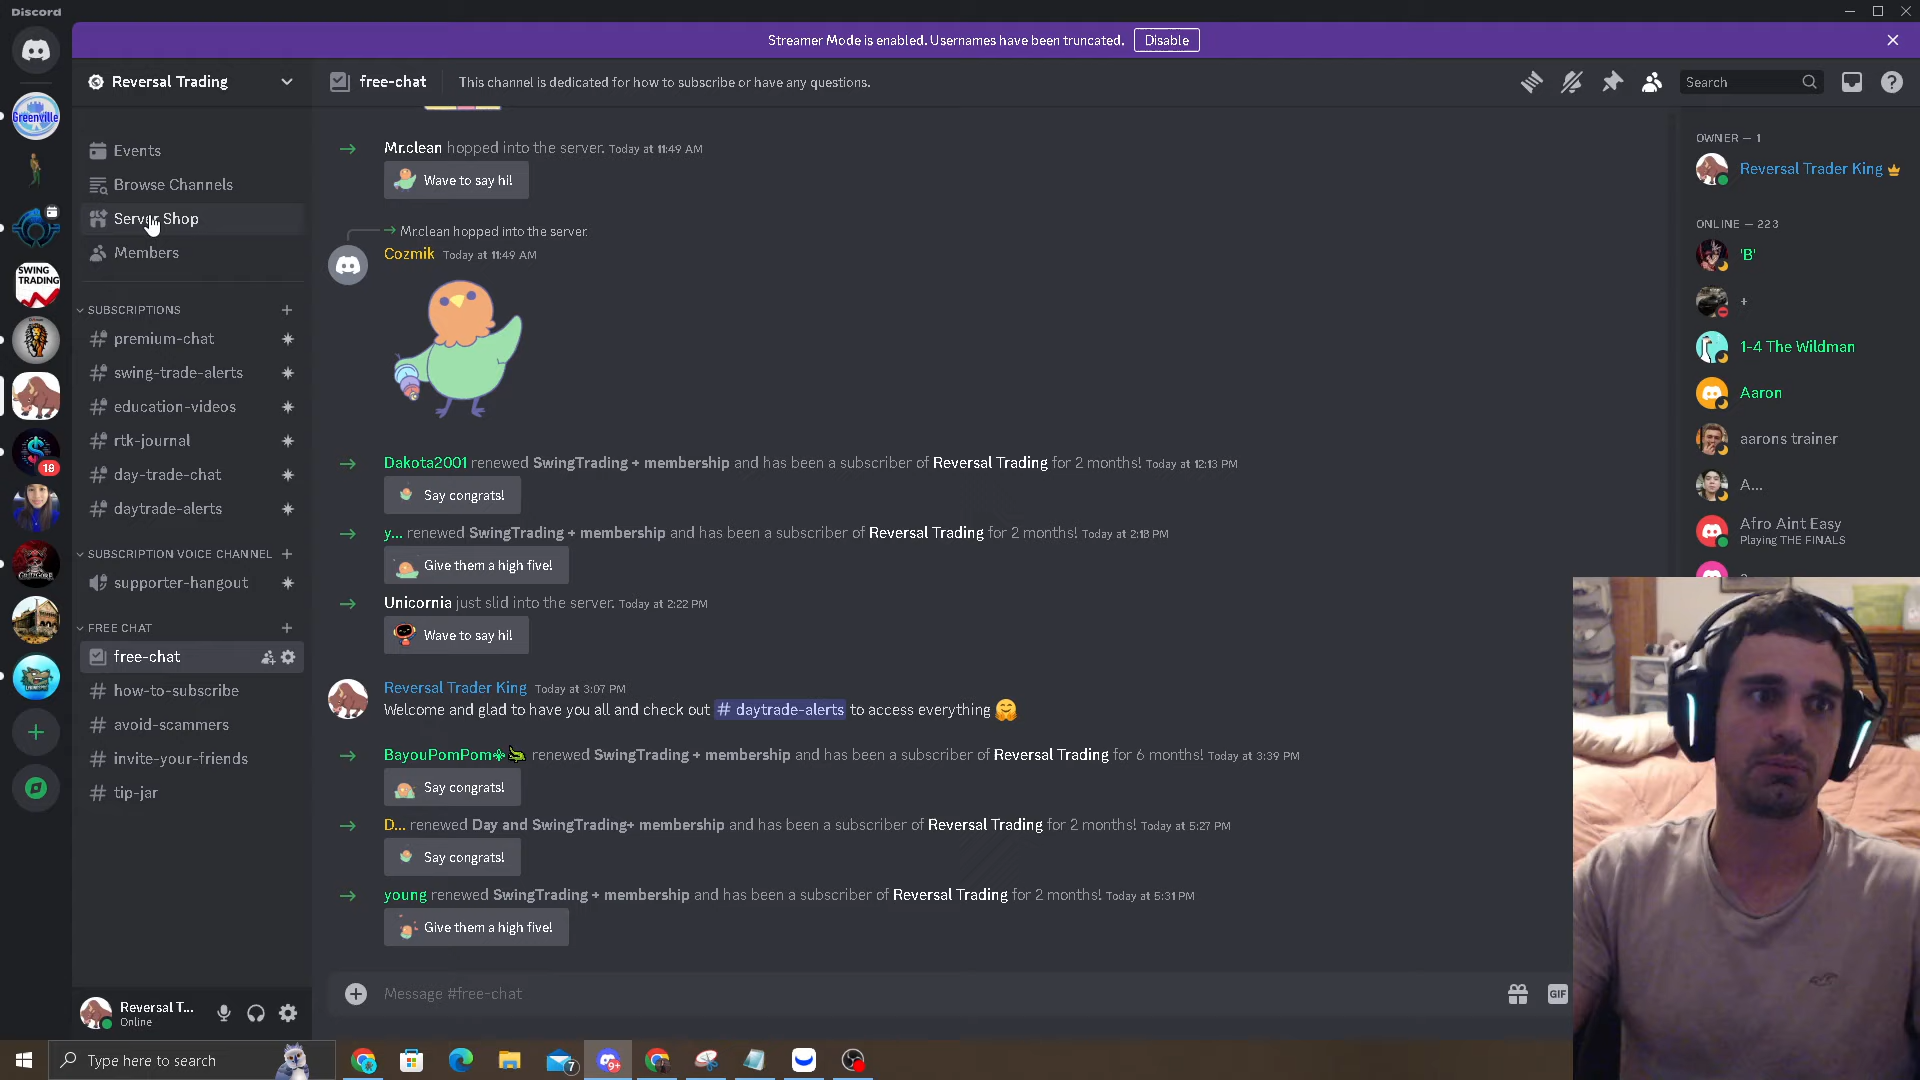 Discord
Streamer Mode is enabled. Usernames have been truncated. Disable
Reversal Trading
free-chat
This channel is dedicated for how to subscribe or have any questions.
Search
Greenville
SWING
TRADING
18
Events
Browse Channels
Server Shop
Members
SUBSCRIPTIONS
premium-chat
swing-trade-alerts
education-videos
rtk-journal
day-trade-chat
daytrade-alerts
SUBSCRIPTION VOICE CHANNEL
supporter-hangout
FREE CHAT
free-chat
how-to-subscribe
avoid-scammers
invite-your-friends
tip-jar
Reversal T...
Online
Mr.clean hopped into the server. Today at 11:49 AM
Wave to say hi!
Mr.clean hopped into the server.
Cozmik Today at 11:49 AM
Dakota2001 renewed SwingTrading + membership and has been a subscriber of Reversal Trading for 2 months! Today at 12:13 PM
Say congrats!
y... renewed SwingTrading + membership and has been a subscriber of Reversal Trading for 2 months! Today at 2:18 PM
Give them a high five!
Unicornia just slid into the server. Today at 2:22 PM
Wave to say hi!
Reversal Trader King Today at 3:07 PM
Welcome and glad to have you all and check out # daytrade-alerts to access everything 🤗
BayouPomPom⚜🐊 renewed SwingTrading + membership and has been a subscriber of Reversal Trading for 6 months! Today at 3:39 PM
Say congrats!
D... renewed Day and SwingTrading+ membership and has been a subscriber of Reversal Trading for 2 months! Today at 5:27 PM
Say congrats!
young renewed SwingTrading + membership and has been a subscriber of Reversal Trading for 2 months! Today at 5:31 PM
Give them a high five!
Message #free-chat
GIF
OWNER — 1
Reversal Trader King
ONLINE — 223
'B'
+
1-4 The Wildman
Aaron
aarons trainer
A...
Afro Aint Easy
Playing THE FINALS
Type here to search
7
9+